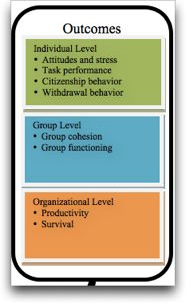 Outcomes
Individual Level
• Attitudes and stress
• Task performance
• Citizenship behavior
• Withdrawal behavior
Group Level
• Group cohesion
• Group functioning
Organizational Level
• Productivity
• Survival